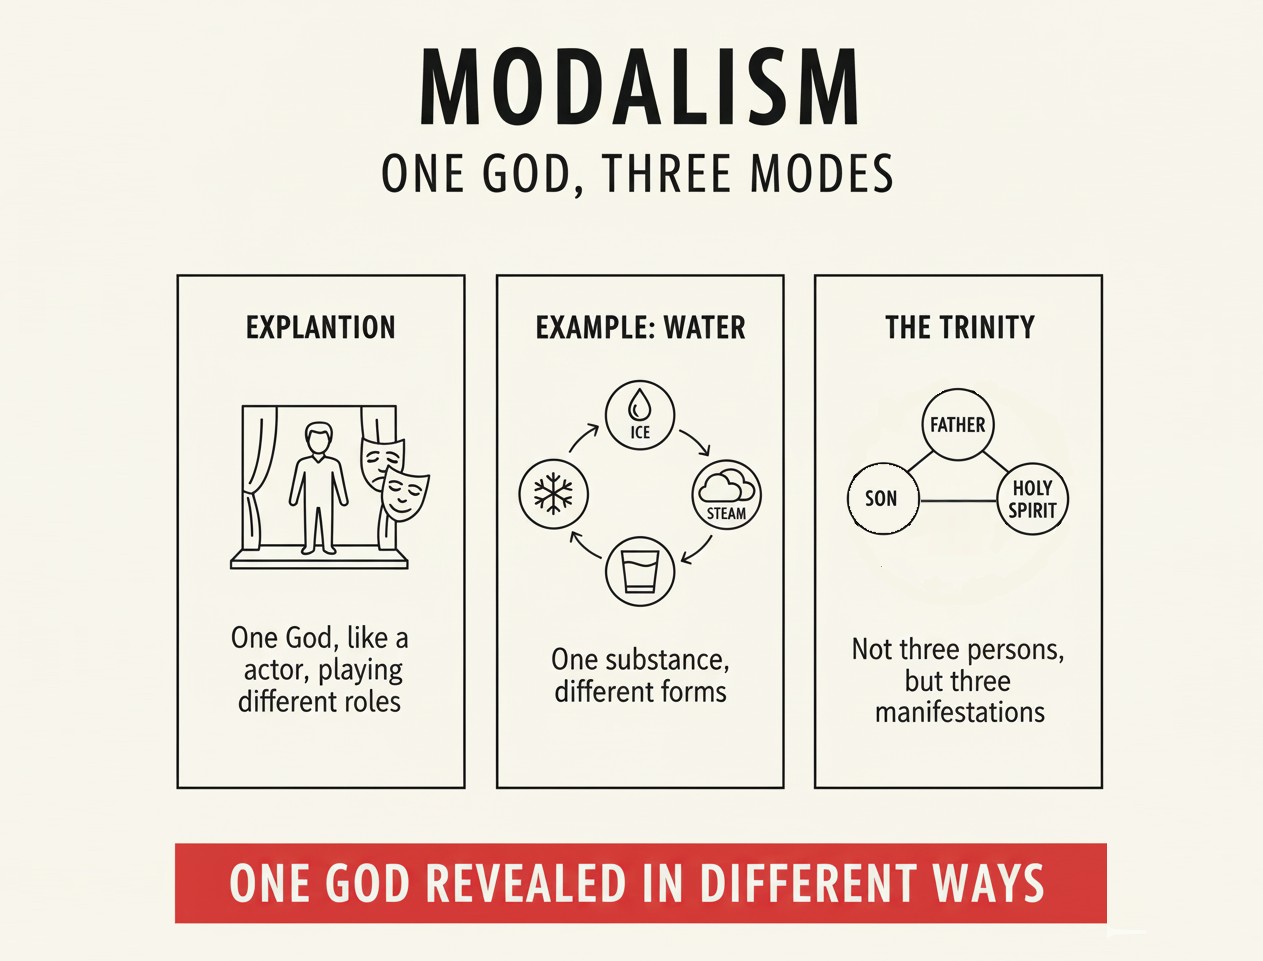 MODALISM
ONE GOD, THREE MODES
EXPLANTION
One God, like a
actor, playing
different roles
EXAMPLE: WATER
ICE
STEAM
One substance,
different forms
THE TRINITY
FATHER
SON
HOLY
SPIRIT
Not three persons,
but three
manifestations
ONE GOD REVEALED IN DIFFERENT WAYS